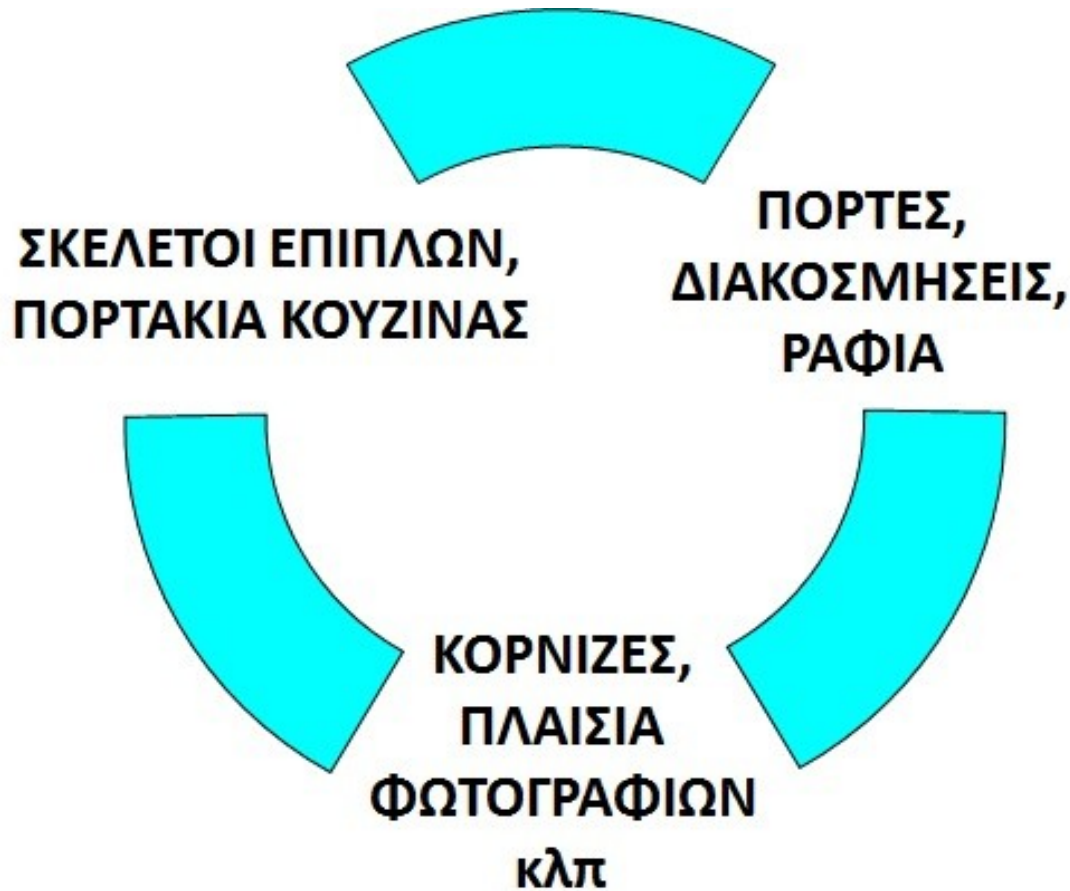 ΣΚΕΛΕΤΟΙ ΕΠΙΠΛΩΝ,
ΠΟΡΤΑΚΙΑ ΚΟΥΖΙΝΑΣ
ΠΟΡΤΕΣ,
ΔΙΑΚΟΣΜΗΣΕΙΣ,
ΡΑΦΙΑ
ΚΟΡΝΙΖΕΣ,
ΠΛΑΙΣΙΑ
ΦΩΤΟΓΡΑΦΙΩΝ
κλπ